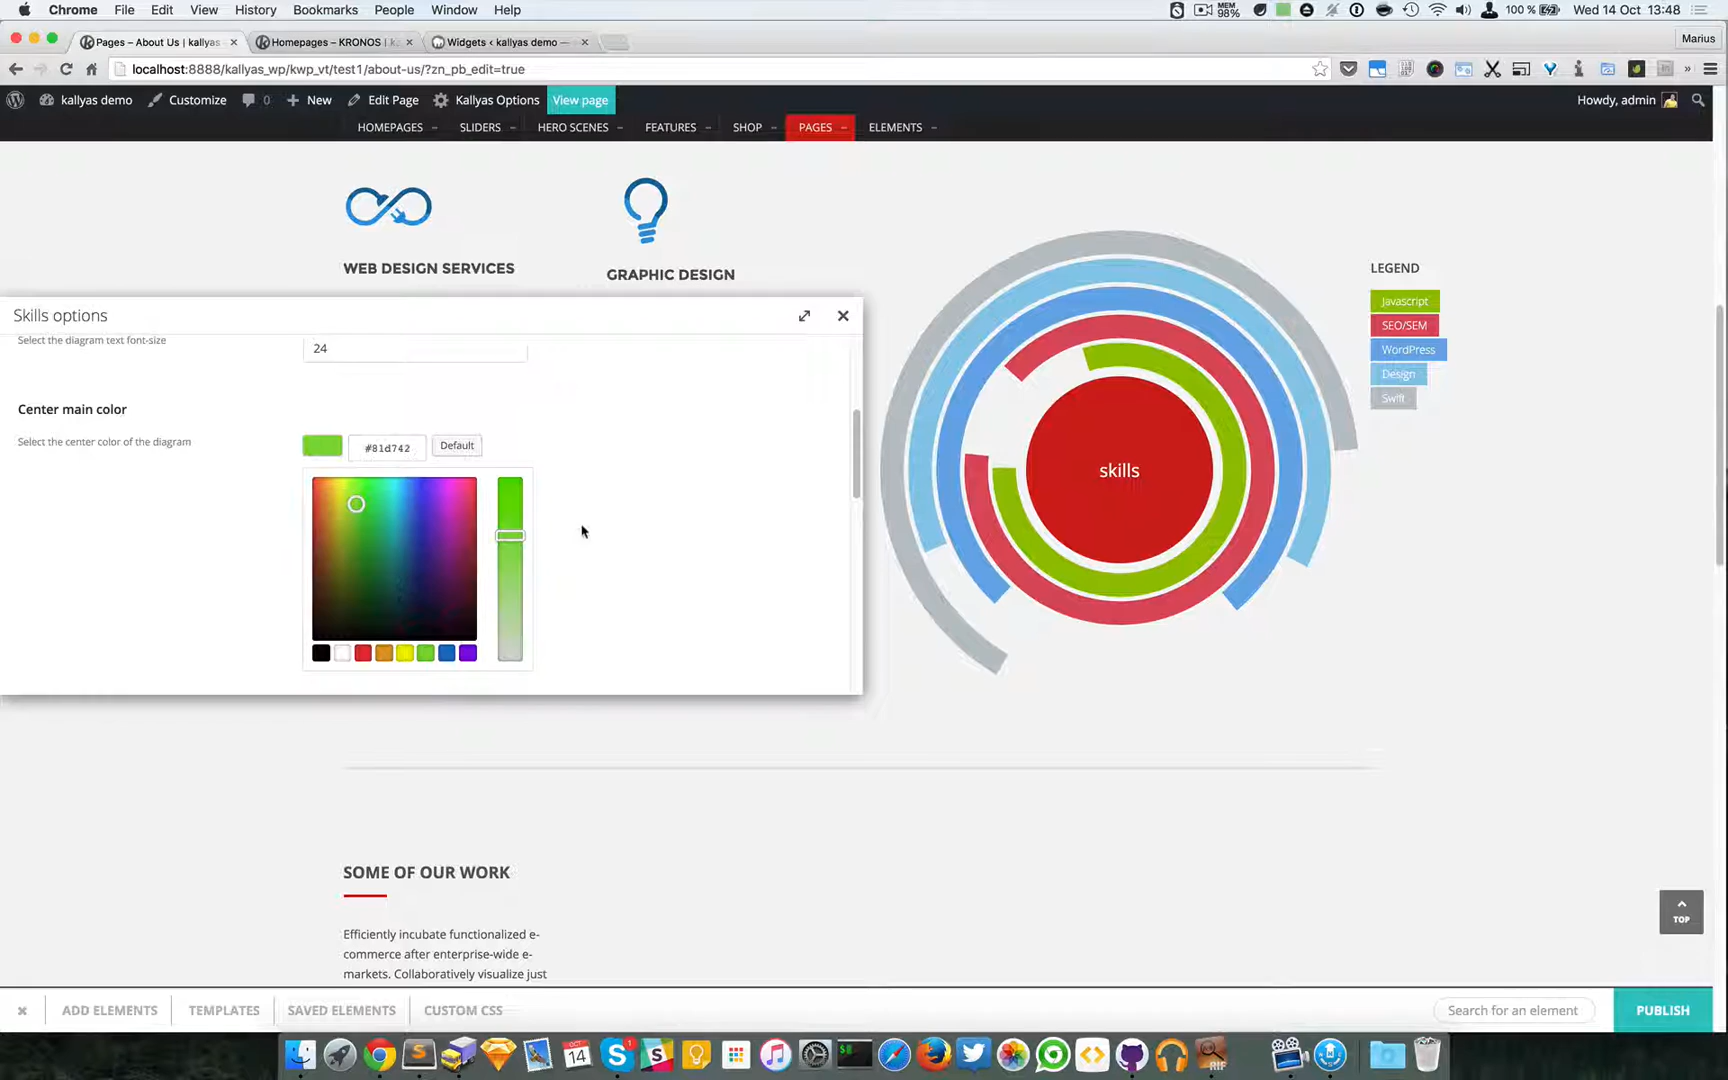 Chrome File Edit View History Bookmarks People Window Help MEM 98% 100 % Wed 14 Oct 13:48
Pages – About Us | kallyas × Homepages – KRONOS | k × Widgets ‹ kallyas demo — × Marius
localhost:8888/kallyas_wp/kwp_vt/test1/about-us/?zn_pb_edit=true
kallyas demo Customize 0 New Edit Page Kallyas Options View page Howdy, admin
HOMEPAGES SLIDERS HERO SCENES FEATURES SHOP PAGES ELEMENTS
WEB DESIGN SERVICES
GRAPHIC DESIGN
LEGEND
Javascript
SEO/SEM
WordPress
Design
Swift
skills
Skills options
Select the diagram text font-size
24
Center main color
Select the center color of the diagram
#81d742 Default
SOME OF OUR WORK
Efficiently incubate functionalized e-
commerce after enterprise-wide e-
markets. Collaboratively visualize just
TOP
× ADD ELEMENTS TEMPLATES SAVED ELEMENTS CUSTOM CSS Search for an element PUBLISH
OCT
14
1
RIF